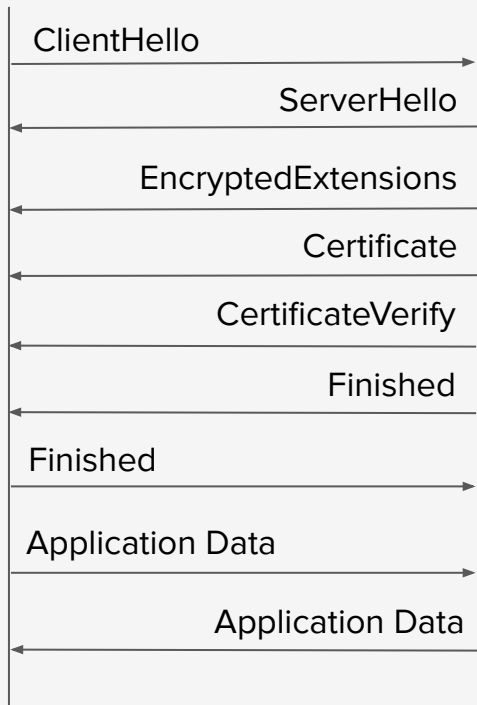 ClientHello
ServerHello
EncryptedExtensions
Certificate
CertificateVerify
Finished
Finished
Application Data
Application Data